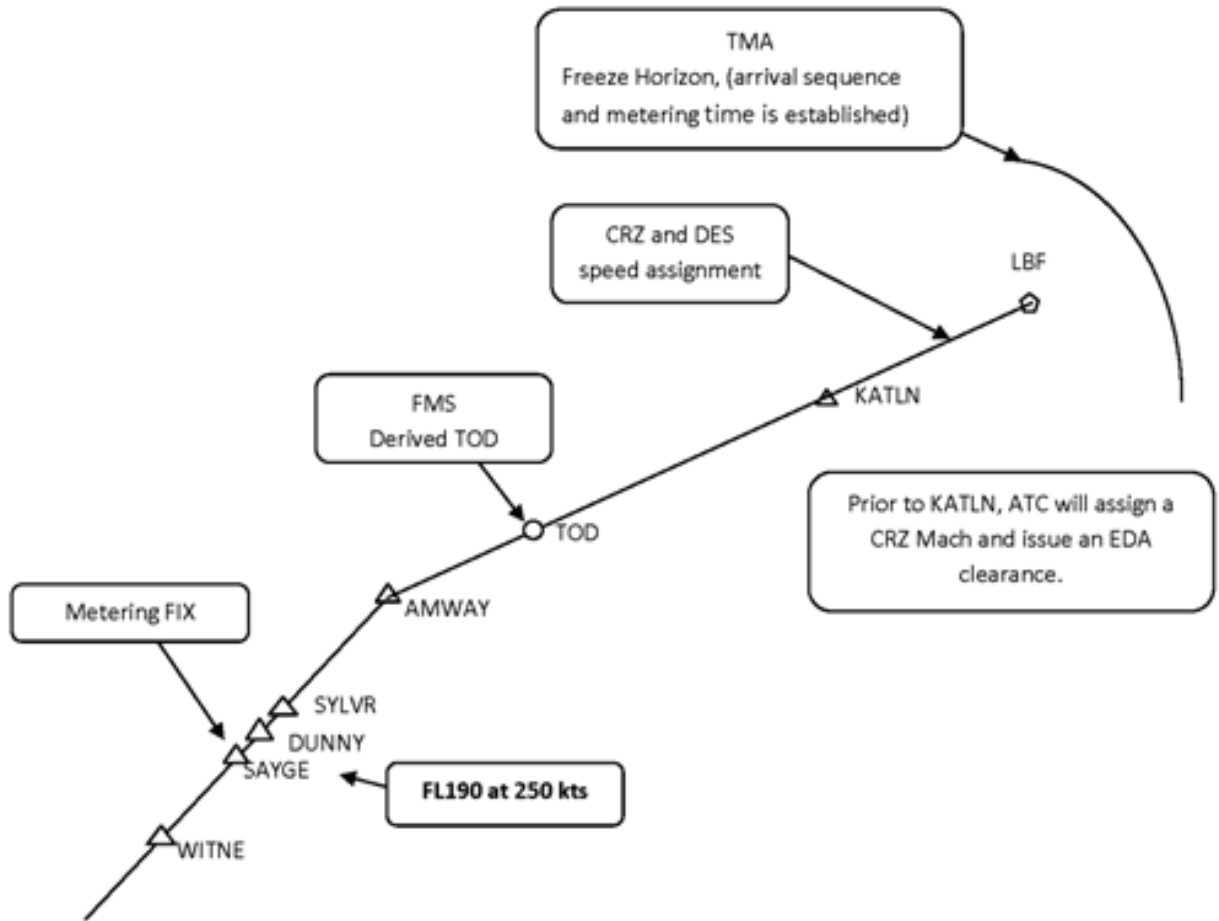 TMA
Freeze Horizon, (arrival sequence
and metering time is established)
CRZ and DES
speed assignment
LBF
KATLN
FMS
Derived TOD
Prior to KATLN, ATC will assign a
CRZ Mach and issue an EDA
clearance.
TOD
Metering FIX
AMWAY
SYLVR
DUNNY
SAYGE
FL190 at 250 kts
WITNE